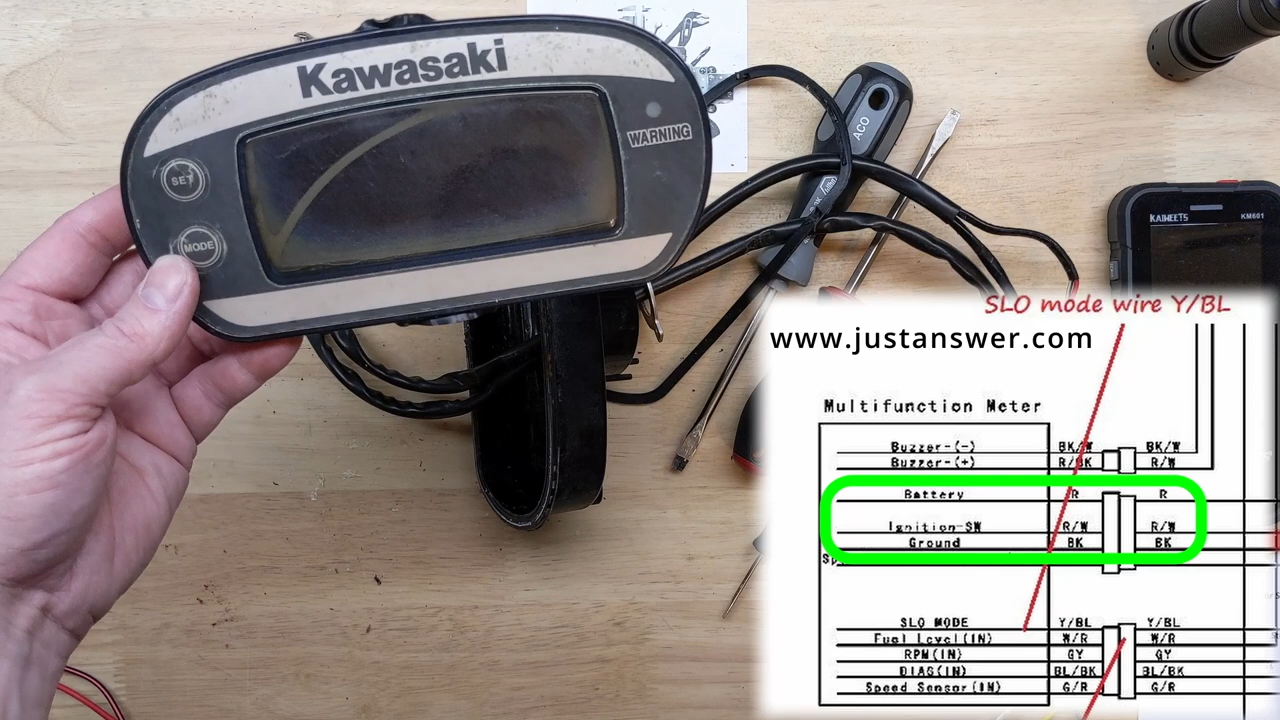 Kawasaki
WARNING
SET
MODE
ACO
KAIWEETS KM601
SLO mode wire Y/BL
www.justanswer.com
Multifunction Meter
Buzzer-(-) BK/W BK/W
Buzzer-(+) R/BK R/W
Battery R R
Ignition-SW R/W R/W
Ground BK BK
SLO MODE Y/BL Y/BL
Fuel Level(IN) W/R W/R
RPM(IN) GY GY
DIAG(IN) BL/BK BL/BK
Speed Sensor(IN) G/R G/R